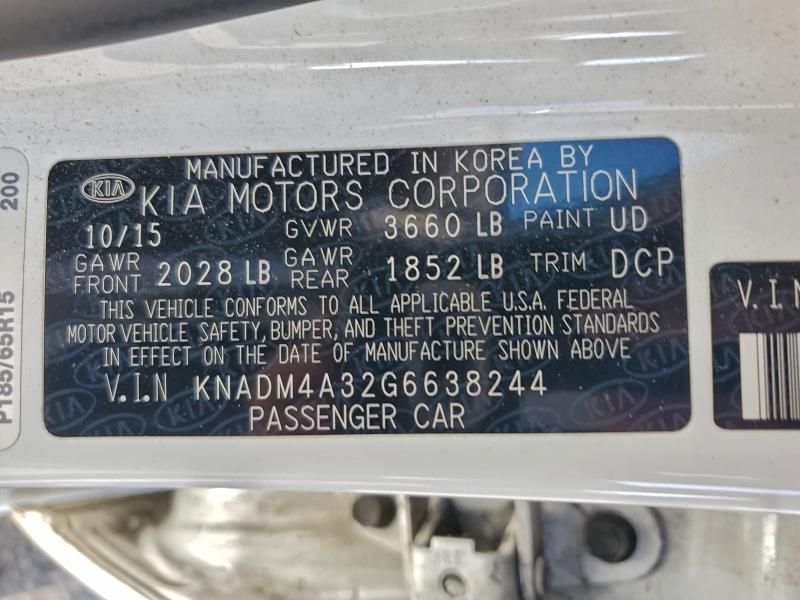 MANUFACTURED IN KOREA BY
KIA KIA MOTORS CORPORATION
10/15 GVWR 3660 LB PAINT UD
GAWR FRONT 2028 LB GAWR REAR 1852 LB TRIM DCP
THIS VEHICLE CONFORMS TO ALL APPLICABLE U.S.A. FEDERAL
MOTOR VEHICLE SAFETY, BUMPER, AND THEFT PREVENTION STANDARDS
IN EFFECT ON THE DATE OF MANUFACTURE SHOWN ABOVE
V.I.N KNADM4A32G6638244
PASSENGER CAR
P185/65R15 200
V.I.N